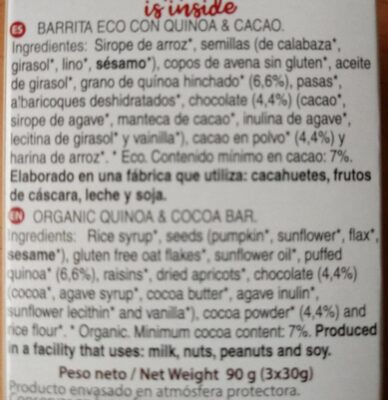 is inside
ES BARRITA ECO CON QUINOA & CACAO.
Ingredientes: Sirope de arroz*, semillas (de calabaza*,
girasol*, lino*, sésamo*), copos de avena sin gluten*, aceite
de girasol*, grano de quínoa hinchado* (6,6%), pasas*,
albaricoques deshidratados*, chocolate (4,4%) (cacao*,
sirope de agave*, manteca de cacao*, inulina de agave*,
lecitina de girasol* y vainilla*), cacao en polvo* (4,4%) y
harina de arroz*. * Eco. Contenido mínimo en cacao: 7%.
Elaborado en una fábrica que utiliza: cacahuetes, frutos
de cáscara, leche y soja.
EN ORGANIC QUINOA & COCOA BAR.
Ingredients: Rice syrup*, seeds (pumpkin*, sunflower*, flax*,
sesame*), gluten free oat flakes*, sunflower oil*, puffed
quinoa* (6,6%), raisins*, dried apricots*, chocolate (4,4%)
(cocoa*, agave syrup*, cocoa butter*, agave inulin*,
sunflower lecithin* and vanilla*), cocoa powder* (4,4%) and
rice flour*. * Organic. Minimum cocoa content: 7%. Produced
in a facility that uses: milk, nuts, peanuts and soy.
Peso neto / Net Weight 90 g (3x30g)
Producto envasado en atmósfera protectora.